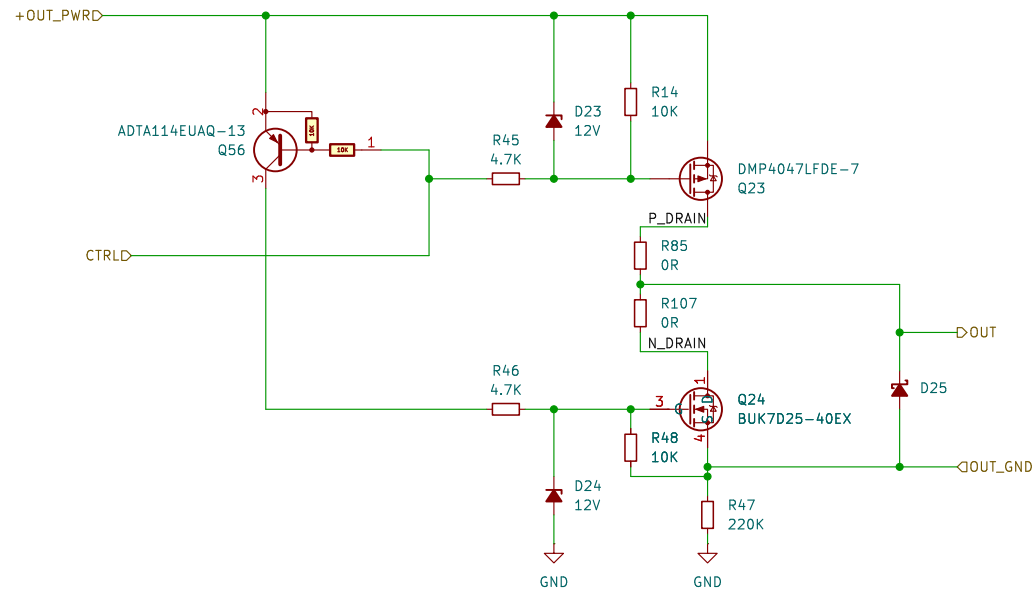 +OUT_PWR
R14
10K
D23
12V
2
10K
ADTA114EUAQ-13
Q56
10K
1
3
R45
4.7K
DMP4047LFDE-7
Q23
P_DRAIN
CTRL
R85
0R
R107
0R
OUT
N_DRAIN
R46
4.7K
1
D25
3
G
S
D
Q24
BUK7D25-40EX
4
R48
10K
OUT_GND
D24
12V
R47
220K
GND
GND